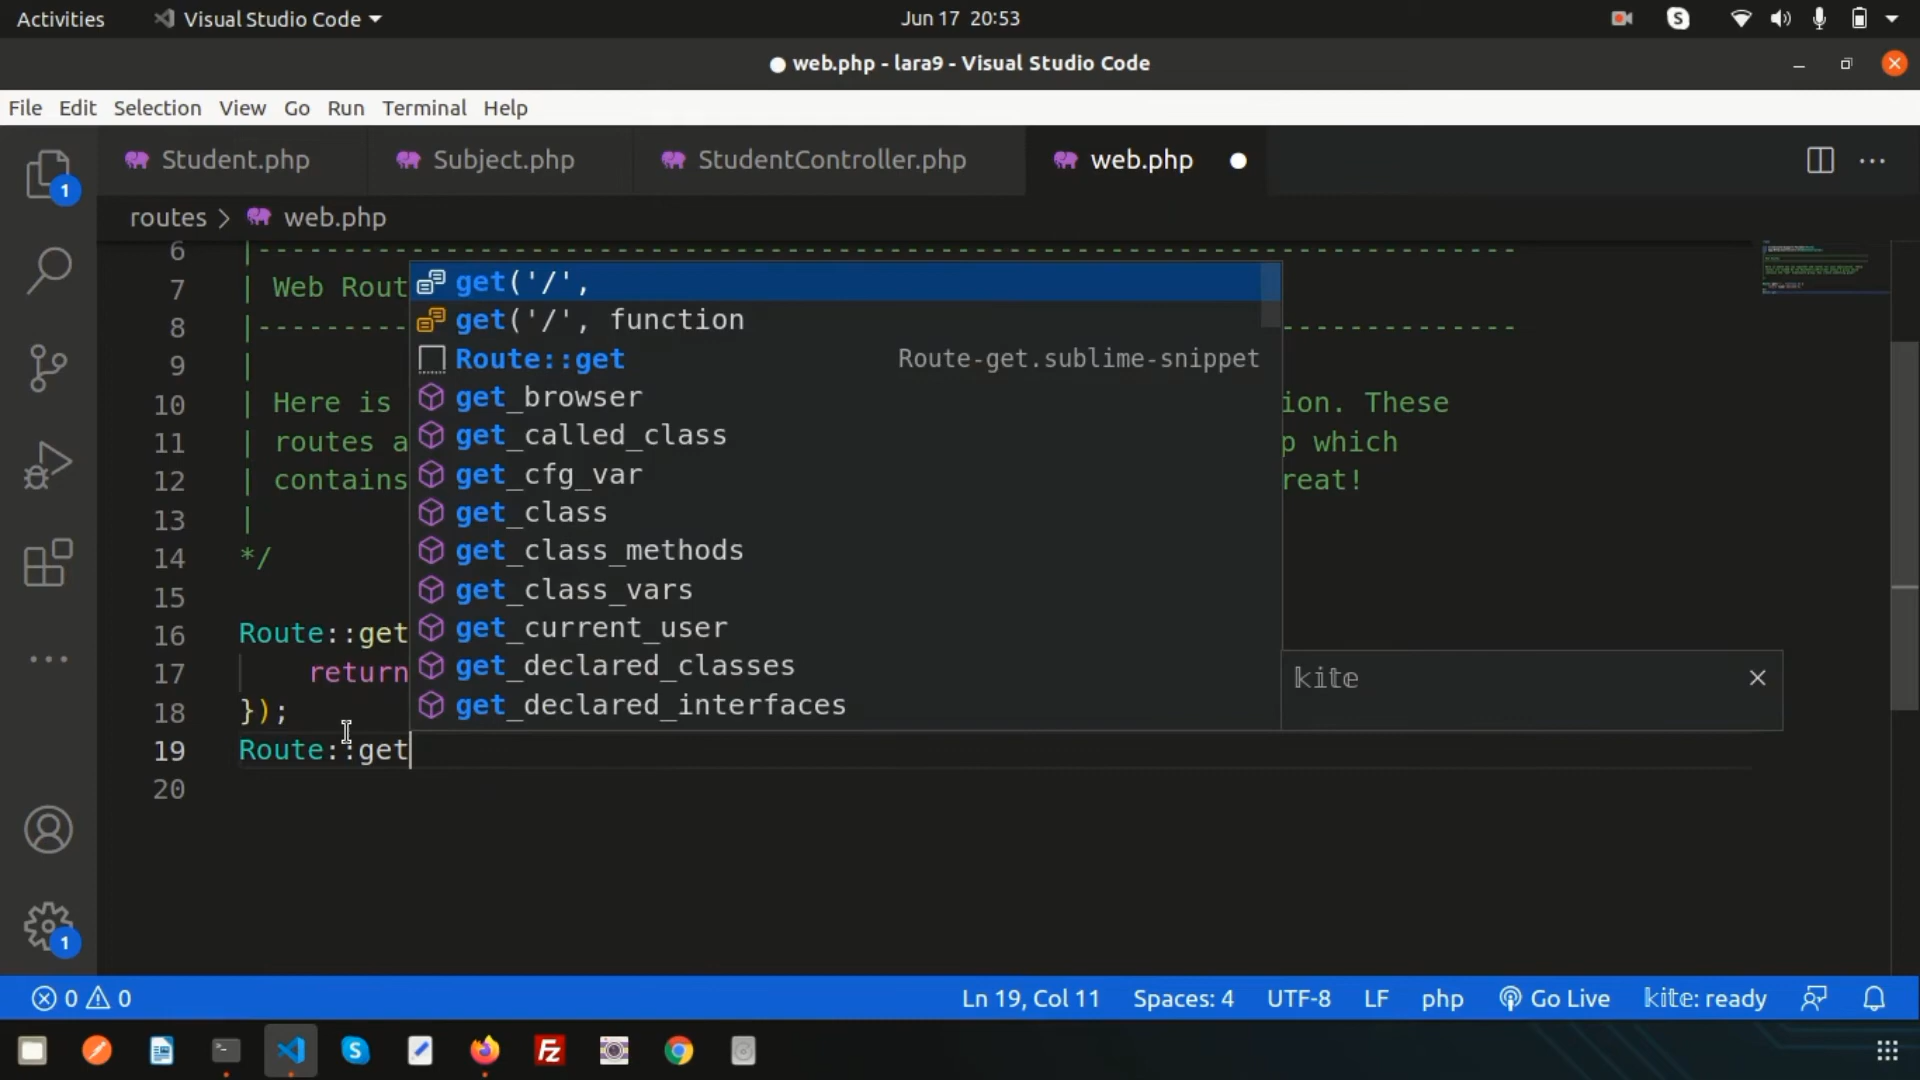 Activities Visual Studio Code Jun 17 20:53
web.php - lara9 - Visual Studio Code
File Edit Selection View Go Run Terminal Help
1 Student.php Subject.php StudentController.php web.php
routes > web.php
6 |-----------------------------------------------------------
7 | Web Rout
8 |-----------------------------------------------------------
9 |
10 | Here is ion. These
11 | routes a p which
12 | contains reat!
13 |
14 */
15
16 Route::get
17 return
18 });
19 Route::get
20
get('/',
get('/', function
Route::get Route-get.sublime-snippet
get_browser
get_called_class
get_cfg_var
get_class
get_class_methods
get_class_vars
get_current_user
get_declared_classes
get_declared_interfaces
kite
1
0 0 Ln 19, Col 11 Spaces: 4 UTF-8 LF php Go Live kite: ready